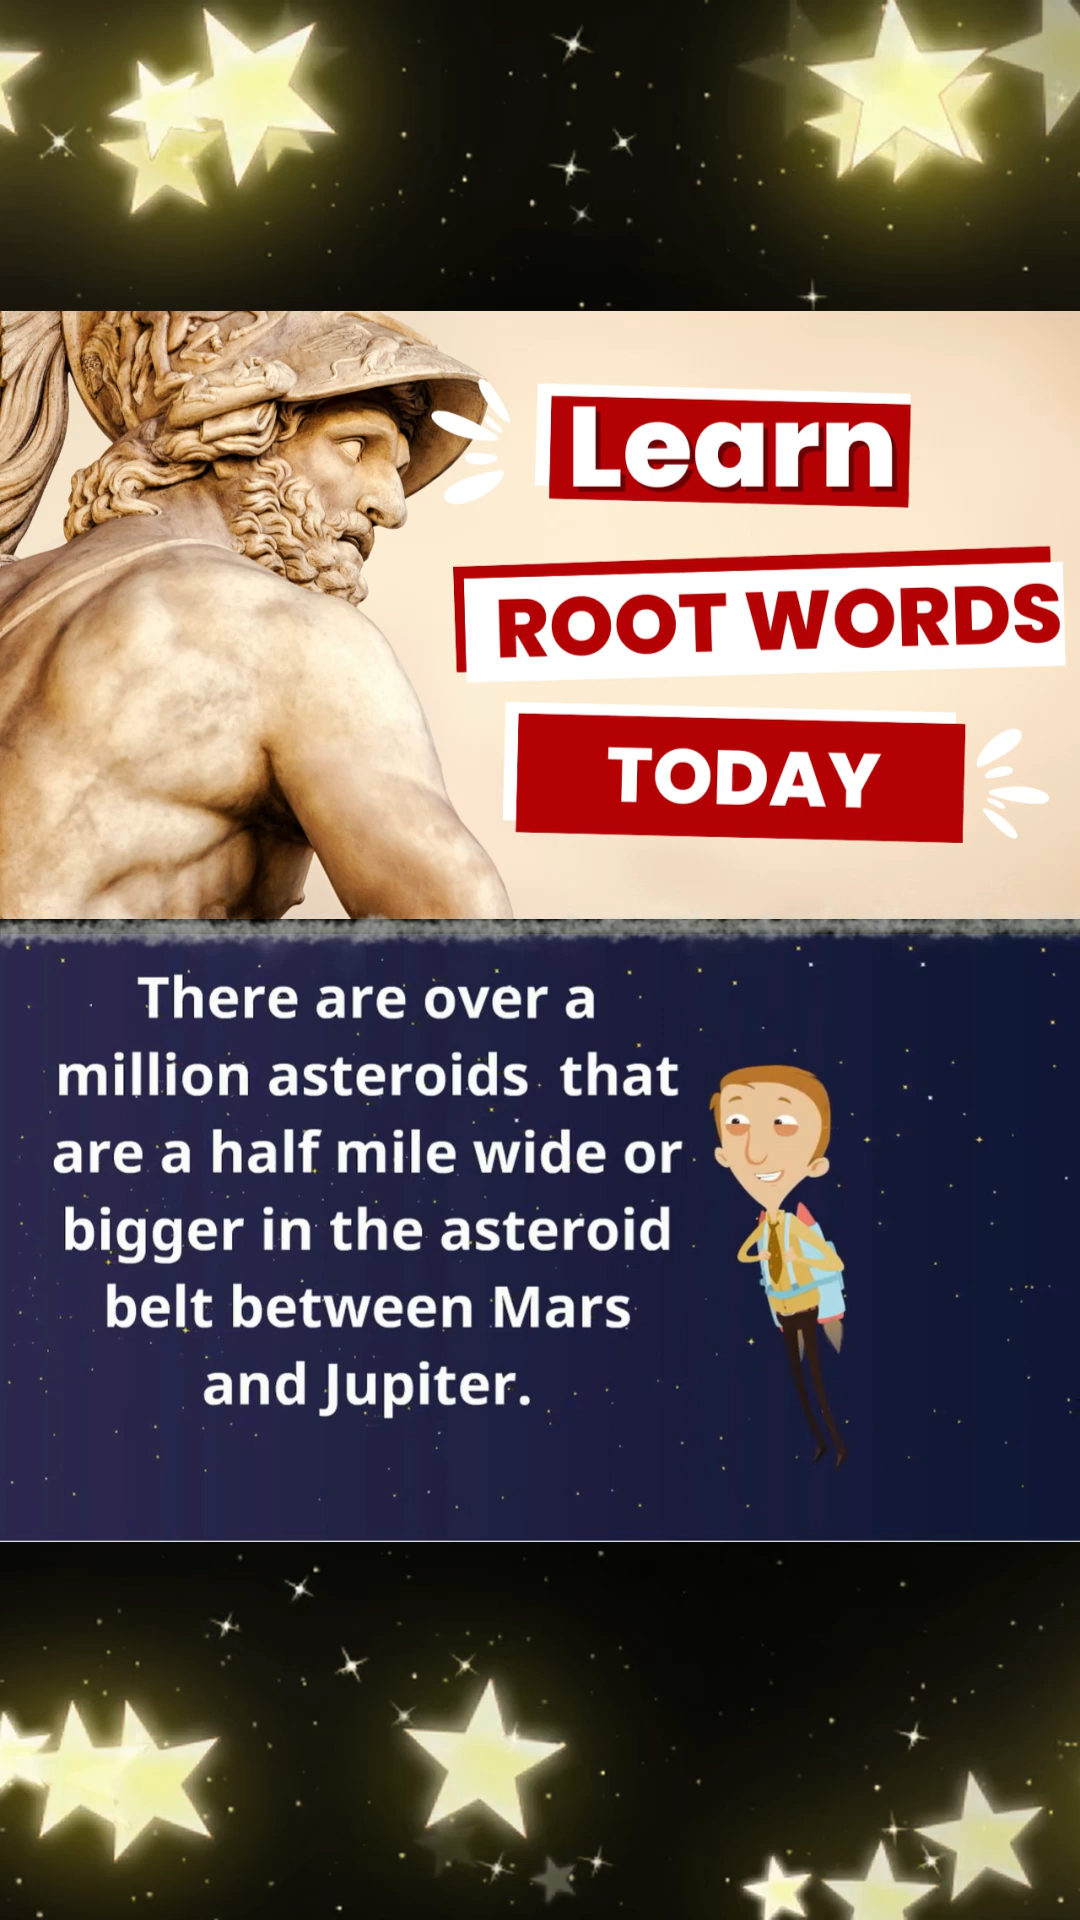 Learn
ROOT WORDS
TODAY
There are over a
million asteroids that
are a half mile wide or
bigger in the asteroid
belt between Mars
and Jupiter.